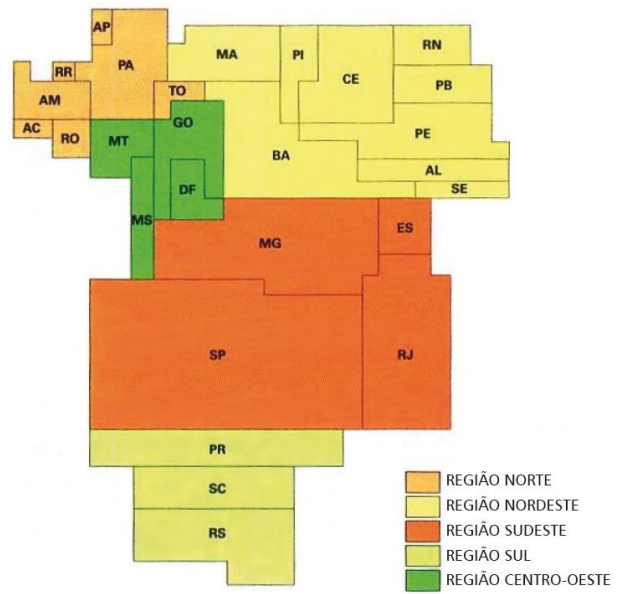 AP
RR
PA
AM
AC
RO
TO
MA
PI
CE
RN
PB
PE
AL
SE
BA
MT
GO
DF
MS
MG
ES
SP
RJ
PR
SC
RS
REGIÃO NORTE
REGIÃO NORDESTE
REGIÃO SUDESTE
REGIÃO SUL
REGIÃO CENTRO-OESTE